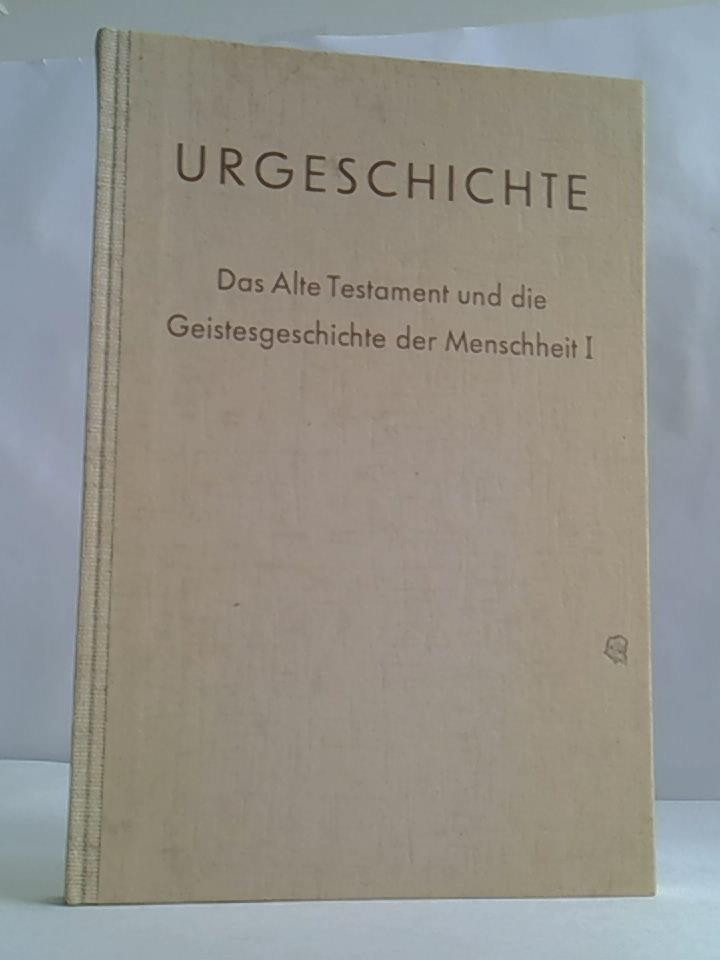 URGESCHICHTE
Das Alte Testament und die
Geistesgeschichte der Menschheit I